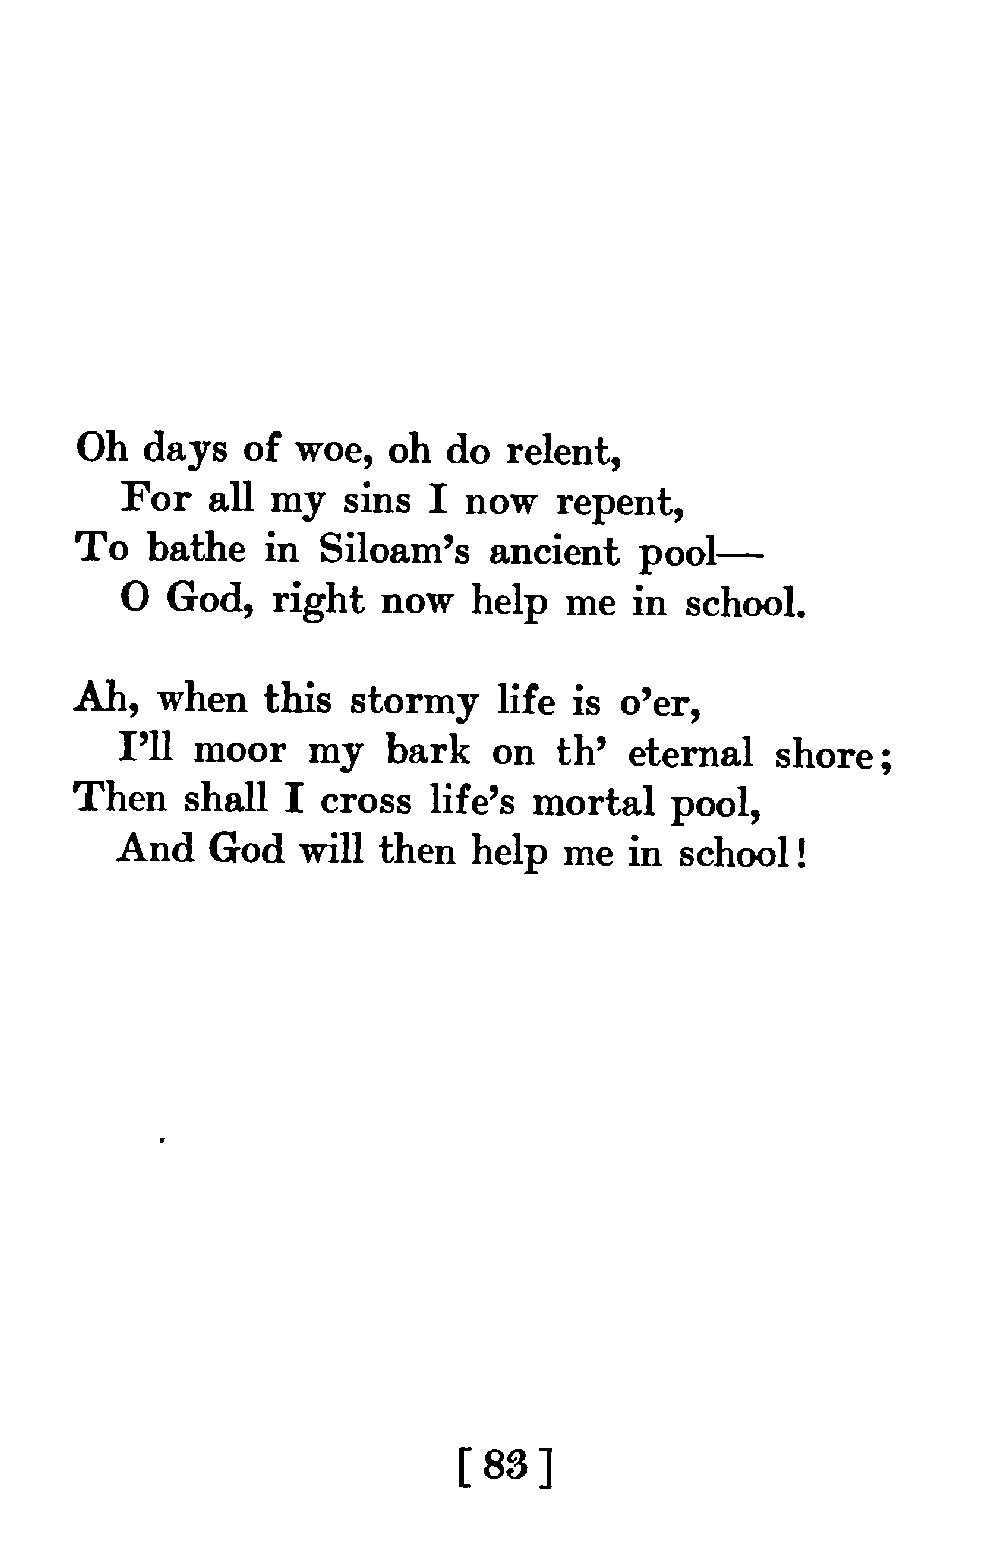 Oh days of woe, oh do relent,
For all my sins I now repent,
To bathe in Siloam's ancient pool—
O God, right now help me in school.

Ah, when this stormy life is o'er,
I'll moor my bark on th' eternal shore;
Then shall I cross life's mortal pool,
And God will then help me in school!

[ 83 ]